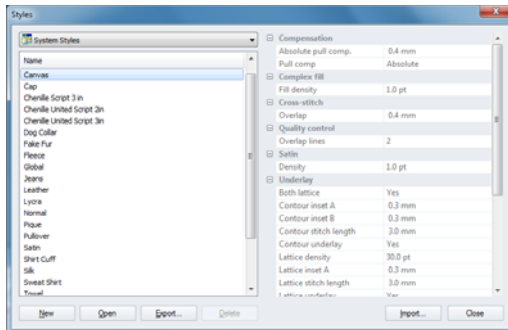 Styles
System Styles
Name
Canvas
Cap
Chenille Script 3 in
Chenille United Script 2in
Chenille United Script 3in
Dog Collar
Fake Fur
Fleece
Global
Jeans
Leather
Lycra
Normal
Pique
Pullover
Satin
Shirt Cuff
Silk
Sweat Shirt
Towel
Compensation
Absolute pull comp. 0.4 mm
Pull comp Absolute
Complex fill
Fill density 1.0 pt
Cross-stitch
Overlap 0.4 mm
Quality control
Overlap lines 2
Satin
Density 1.0 pt
Underlay
Both lattice Yes
Contour inset A 0.3 mm
Contour inset B 0.3 mm
Contour stitch length 3.0 mm
Contour underlay Yes
Lattice density 30.0 pt
Lattice inset A 0.3 mm
Lattice stitch length 3.0 mm
Lattice underlay Yes
New Open Export... Delete Import... Close